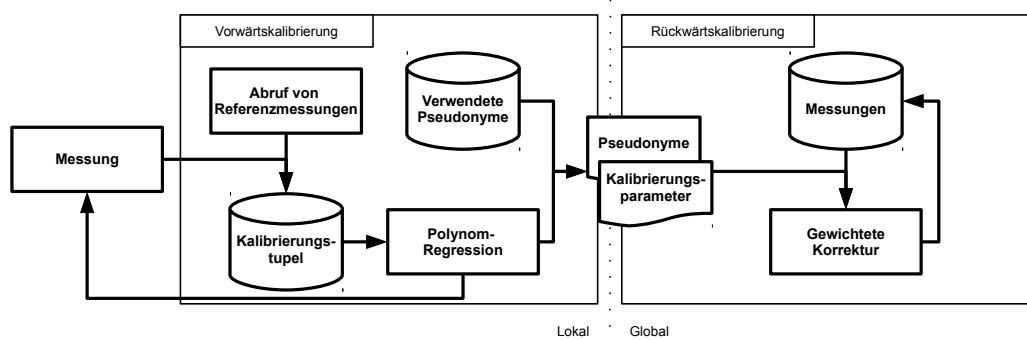 Vorwärtskalibrierung
Rückwärtskalibrierung
Abruf von
Referenzmessungen
Verwendete
Pseudonyme
Messungen
Messung
Pseudonyme
Kalibrierungs-
parameter
Kalibrierungs-
tupel
Polynom-
Regression
Gewichtete
Korrektur
Lokal
Global